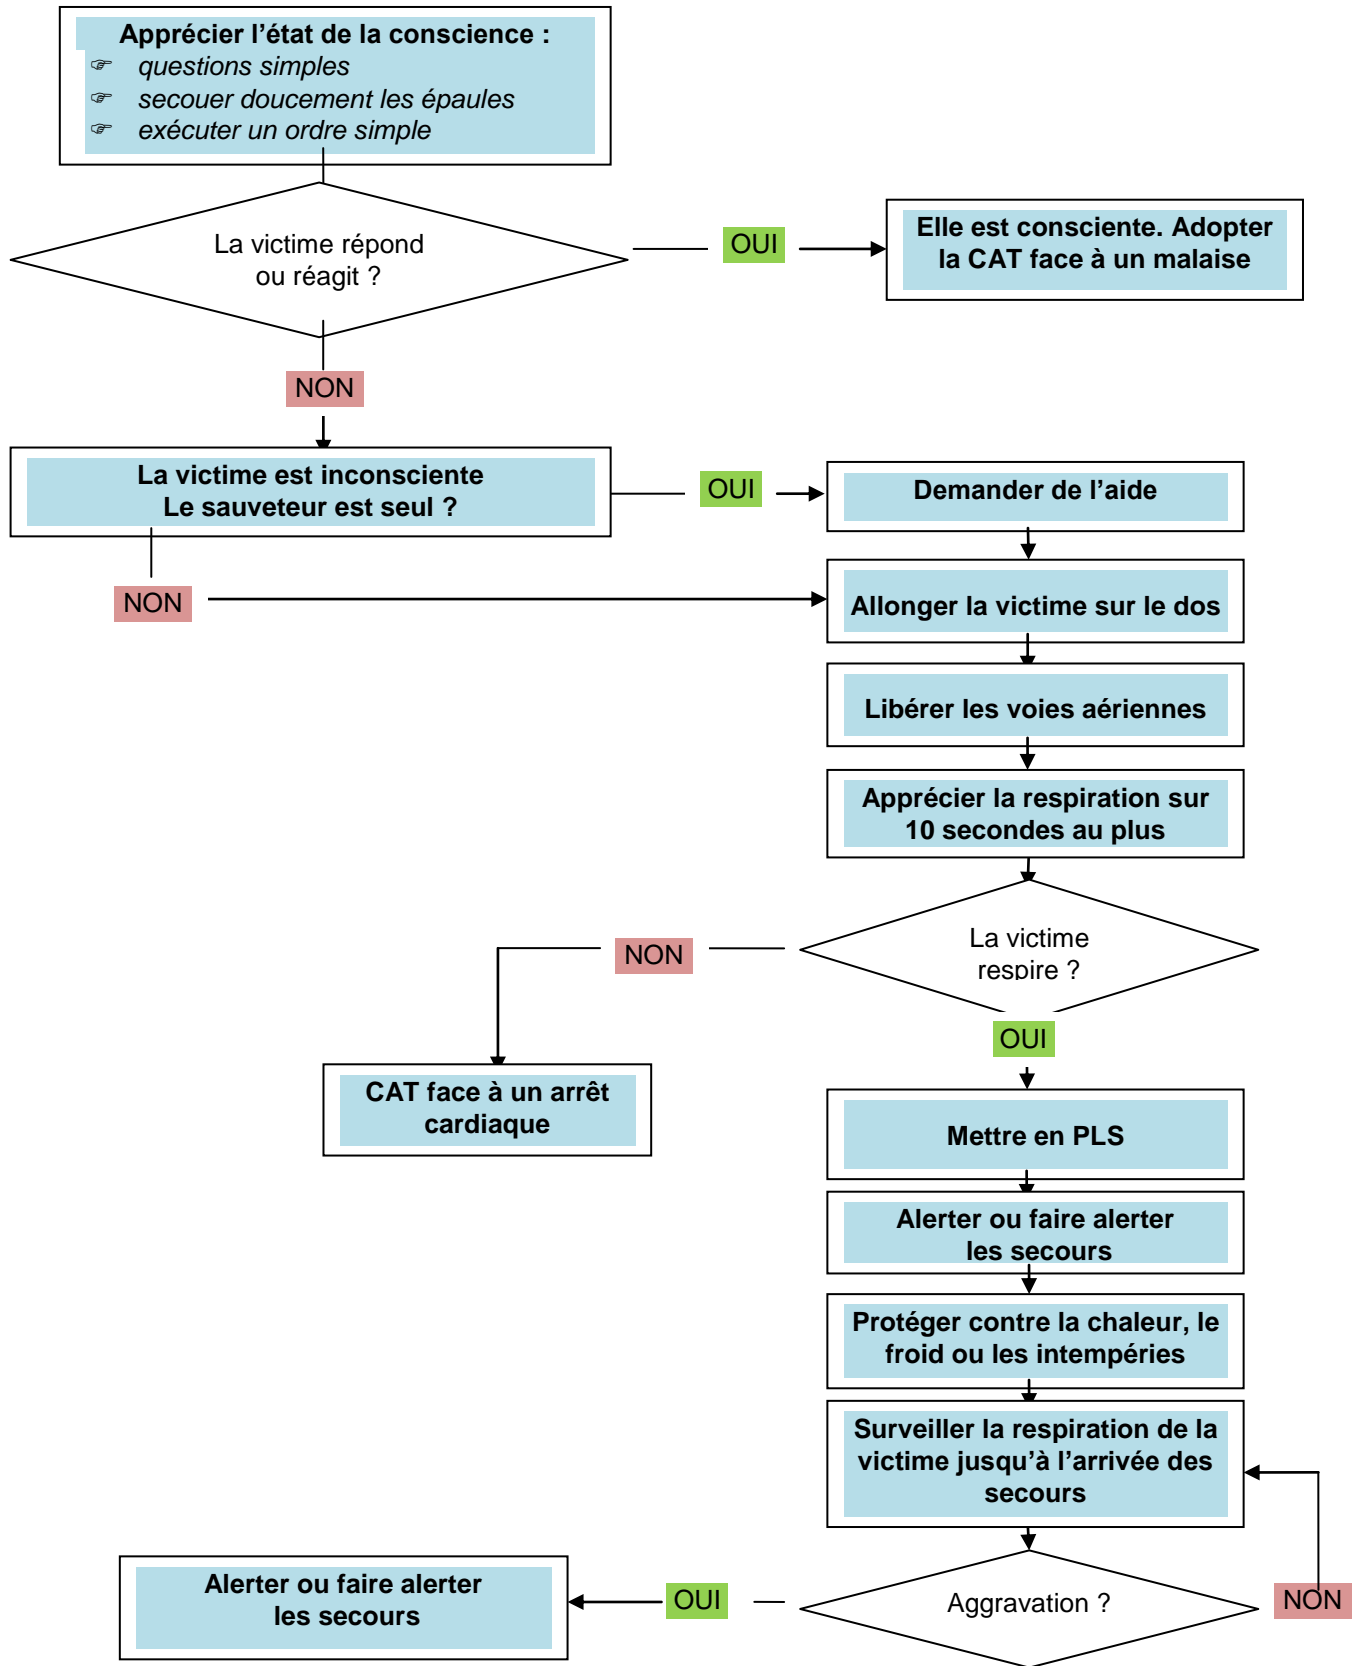 Apprécier l’état de la conscience :
☞ questions simples
☞ secouer doucement les épaules
☞ exécuter un ordre simple
La victime répond
ou réagit ?
OUI
Elle est consciente. Adopter
la CAT face à un malaise
NON
La victime est inconsciente
Le sauveteur est seul ?
OUI
Demander de l’aide
NON
Allonger la victime sur le dos
Libérer les voies aériennes
Apprécier la respiration sur
10 secondes au plus
La victime
respire ?
NON
OUI
CAT face à un arrêt
cardiaque
Mettre en PLS
Alerter ou faire alerter
les secours
Protéger contre la chaleur, le
froid ou les intempéries
Surveiller la respiration de la
victime jusqu’à l’arrivée des
secours
Aggravation ?
NON
OUI
Alerter ou faire alerter
les secours